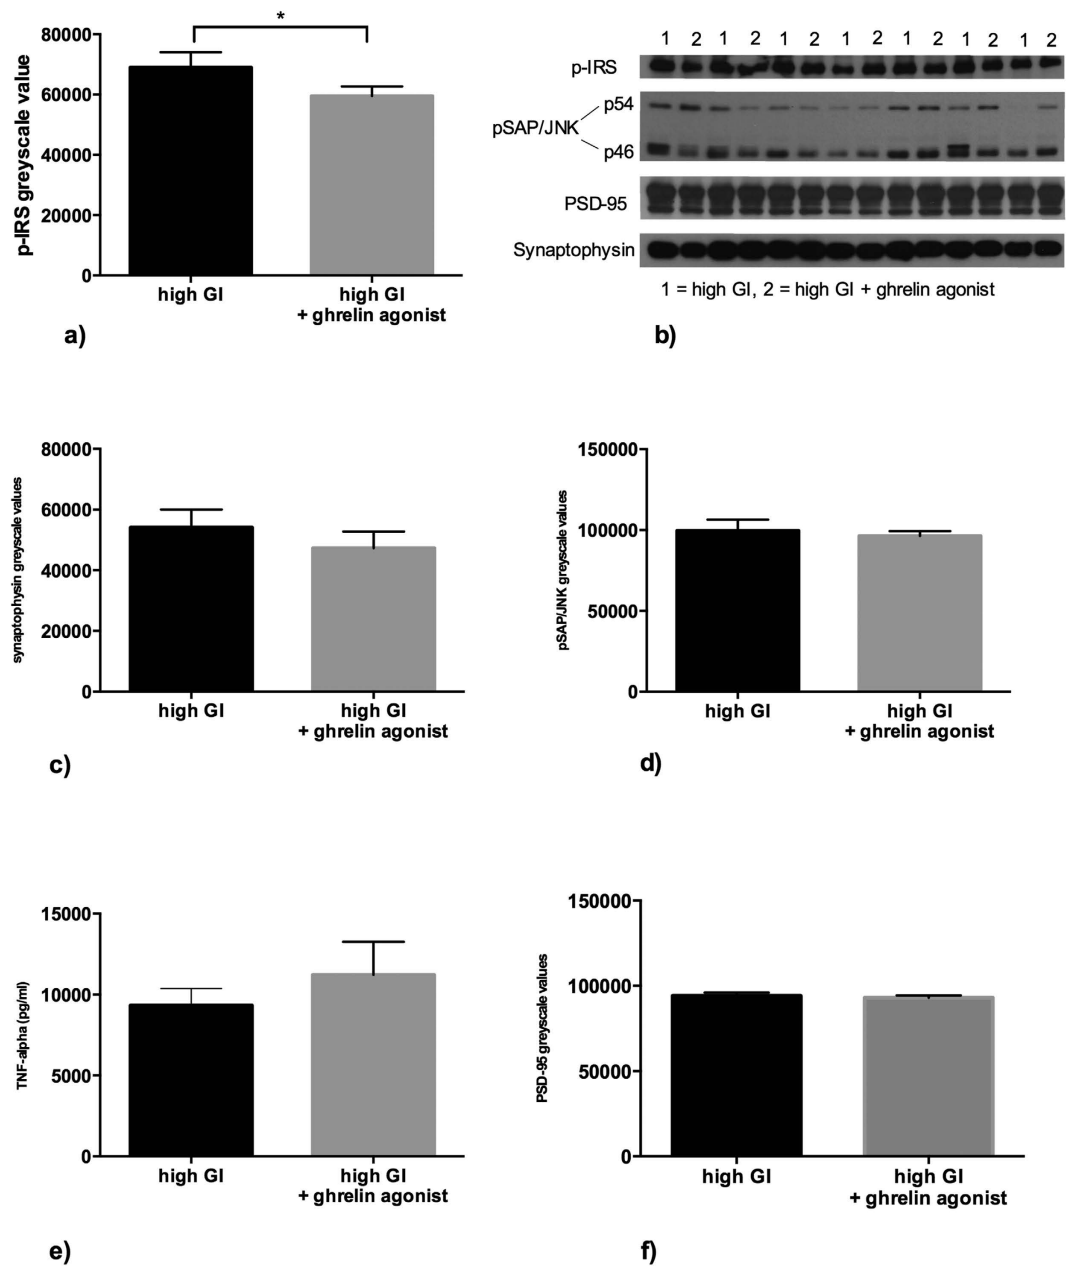 *
80000
60000
40000
20000
0
p-IRS greyscale value
high GI
high GI
+ ghrelin agonist
a)
1 2 1 2 1 2 1 2 1 2 1 2 1 2
p-IRS
pSAP/JNK
p54
p46
PSD-95
Synaptophysin
1 = high GI, 2 = high GI + ghrelin agonist
b)
80000
60000
40000
20000
0
synaptophysin greyscale values
high GI
high GI
+ ghrelin agonist
c)
150000
100000
50000
0
pSAP/JNK greyscale values
high GI
high GI
+ ghrelin agonist
d)
15000
10000
5000
0
TNF-alpha (pg/ml)
high GI
high GI
+ ghrelin agonist
e)
150000
100000
50000
0
PSD-95 greyscale values
high GI
high GI
+ ghrelin agonist
f)